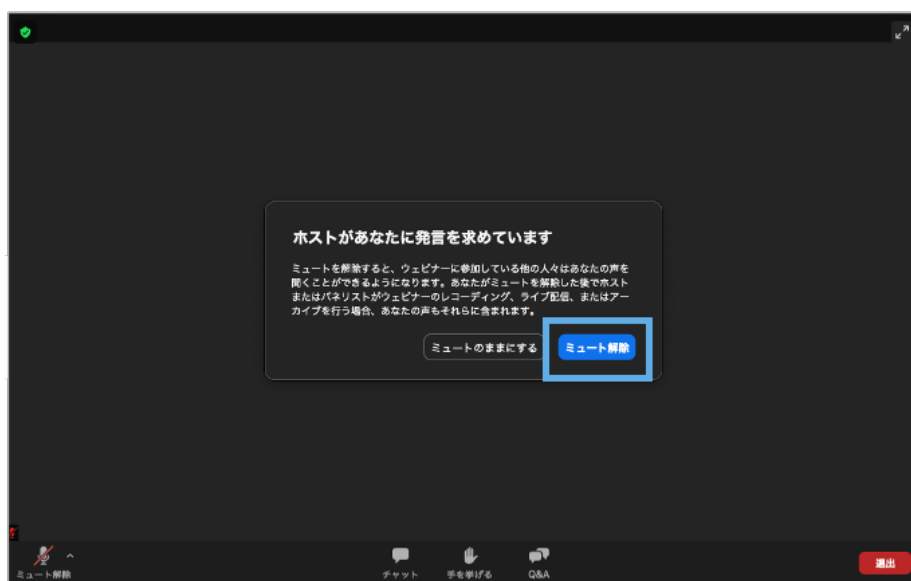 ホストがあなたに発言を求めています
ミュートを解除すると、ウェビナーに参加している他の人々はあなたの声を
聞くことができるようになります。あなたがミュートを解除した後でホスト
またはパネリストがウェビナーのレコーディング、ライブ配信、またはアー
カイブを行う場合、あなたの声もそれらに含まれます。
ミュートのままにする
ミュート解除
ミュート解除
チャット
手を挙げる
Q&A
退出